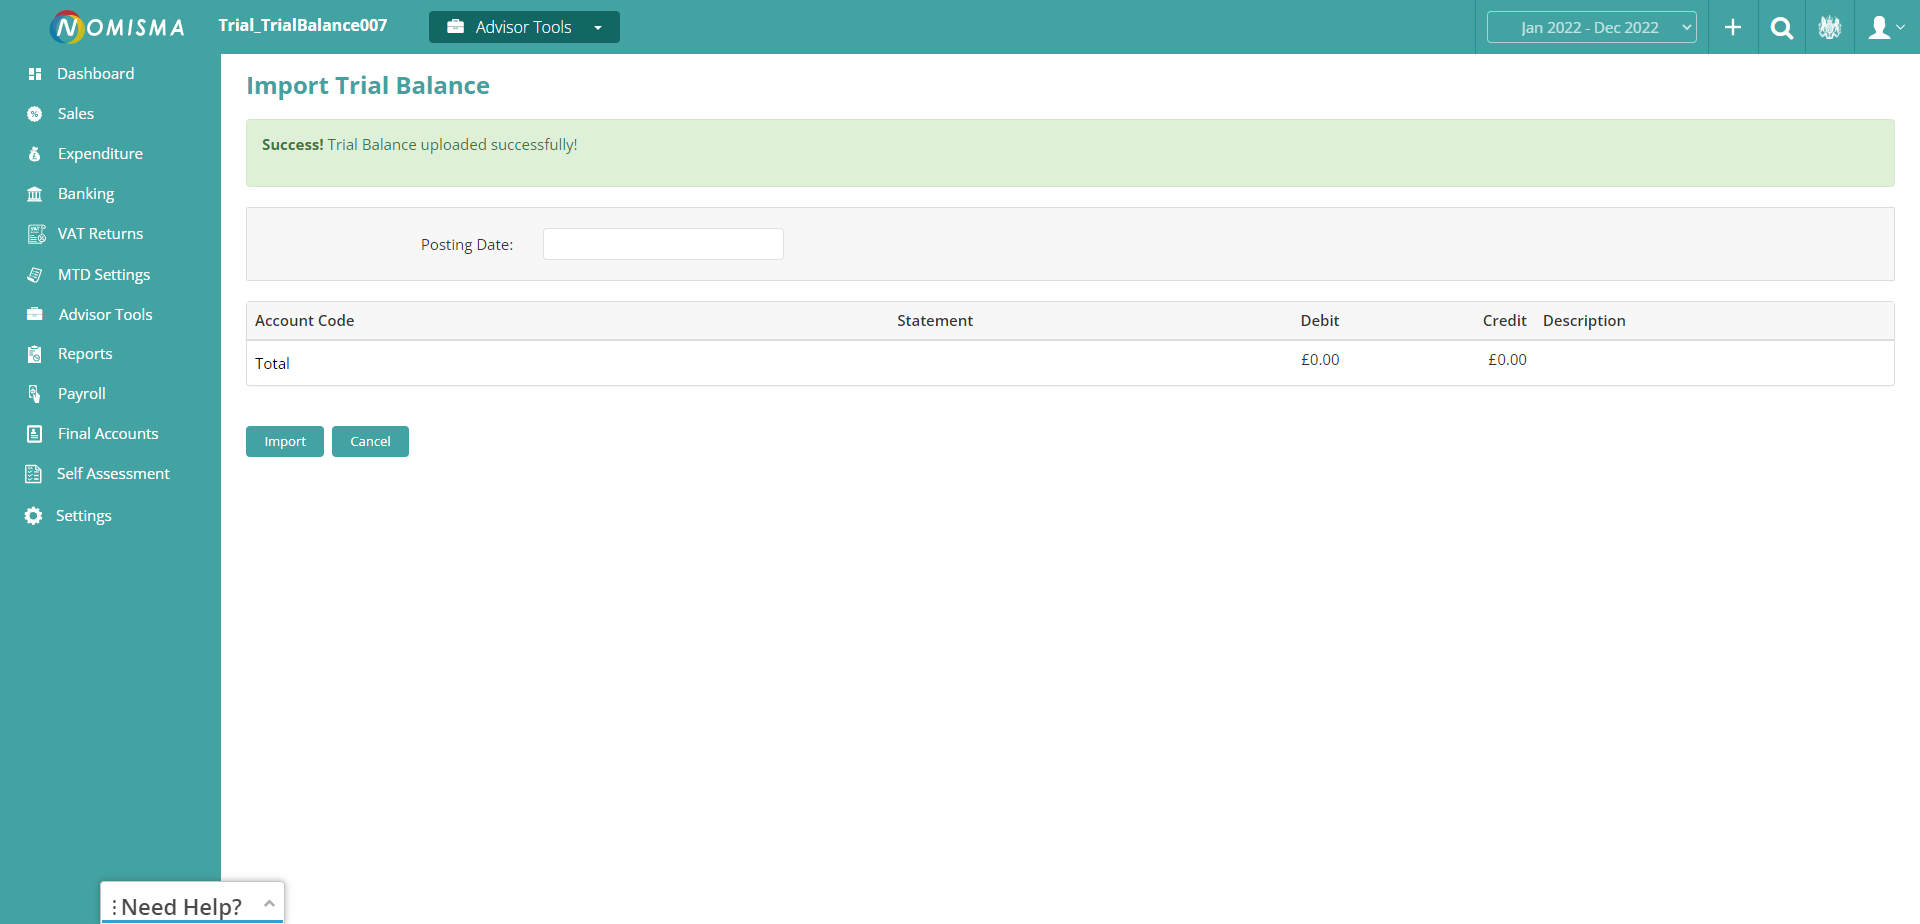 NOMISMA
Trial_TrialBalance007
Advisor Tools
Jan 2022 - Dec 2022
Dashboard
Sales
Expenditure
Banking
VAT Returns
MTD Settings
Advisor Tools
Reports
Payroll
Final Accounts
Self Assessment
Settings
Import Trial Balance
Success! Trial Balance uploaded successfully!
Posting Date:
Account Code Statement Debit Credit Description
Total £0.00 £0.00
Import Cancel
Need Help?